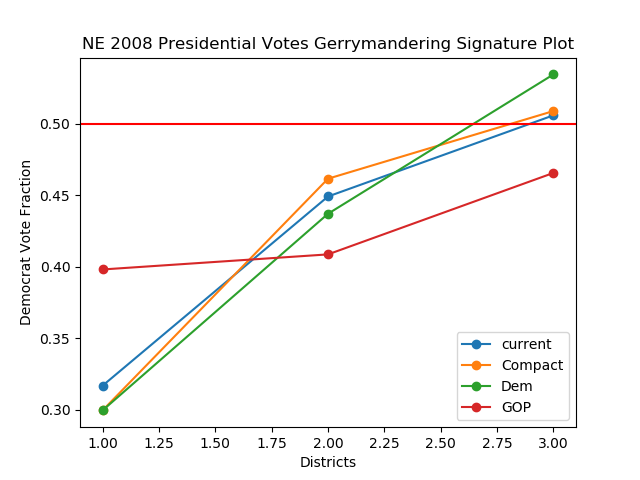 NE 2008 Presidential Votes Gerrymandering Signature Plot
Democrat Vote Fraction
0.50
0.45
0.40
0.35
0.30
current
Compact
Dem
GOP
1.00 1.25 1.50 1.75 2.00 2.25 2.50 2.75 3.00
Districts